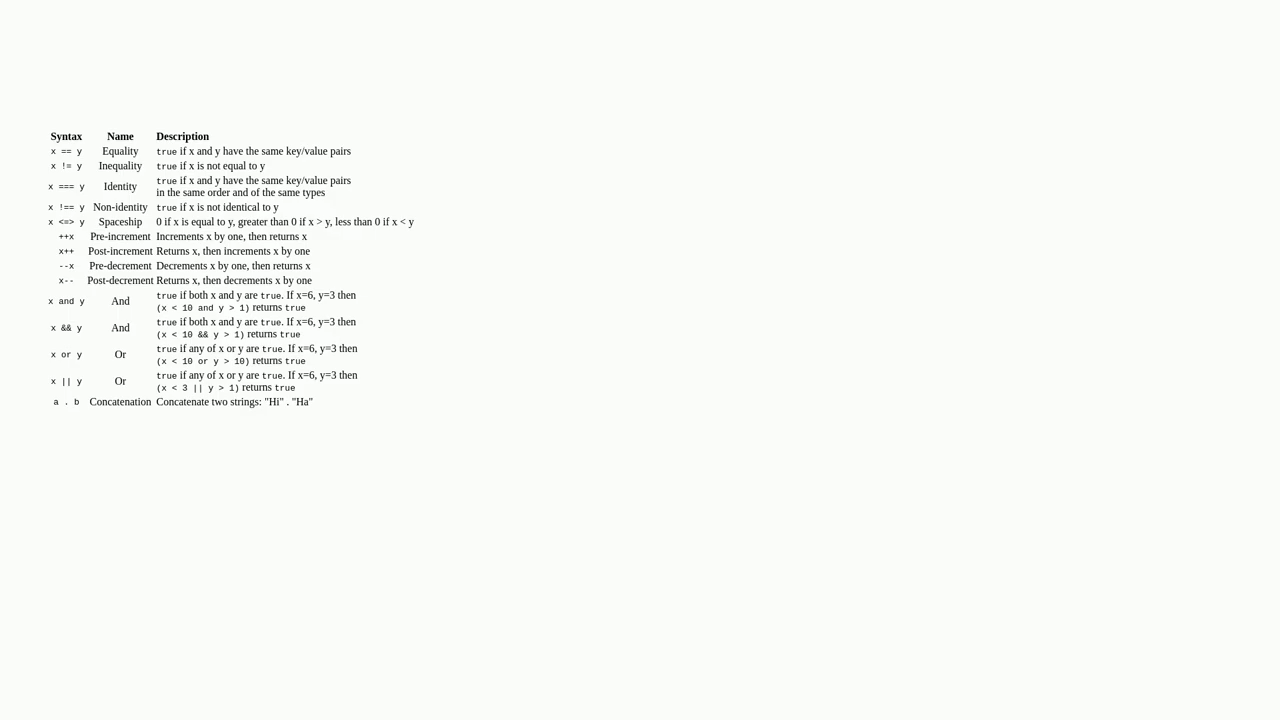 Syntax Name Description
x == y Equality true if x and y have the same key/value pairs
x != y Inequality true if x is not equal to y
x === y Identity true if x and y have the same key/value pairs
in the same order and of the same types
x !== y Non-identity true if x is not identical to y
x <=> y Spaceship 0 if x is equal to y, greater than 0 if x > y, less than 0 if x < y
++x Pre-increment Increments x by one, then returns x
x++ Post-increment Returns x, then increments x by one
--x Pre-decrement Decrements x by one, then returns x
x-- Post-decrement Returns x, then decrements x by one
x and y And true if both x and y are true. If x=6, y=3 then
(x < 10 and y > 1) returns true
x && y And true if both x and y are true. If x=6, y=3 then
(x < 10 && y > 1) returns true
x or y Or true if any of x or y are true. If x=6, y=3 then
(x < 10 or y > 10) returns true
x || y Or true if any of x or y are true. If x=6, y=3 then
(x < 3 || y > 1) returns true
a . b Concatenation Concatenate two strings: "Hi" . "Ha"